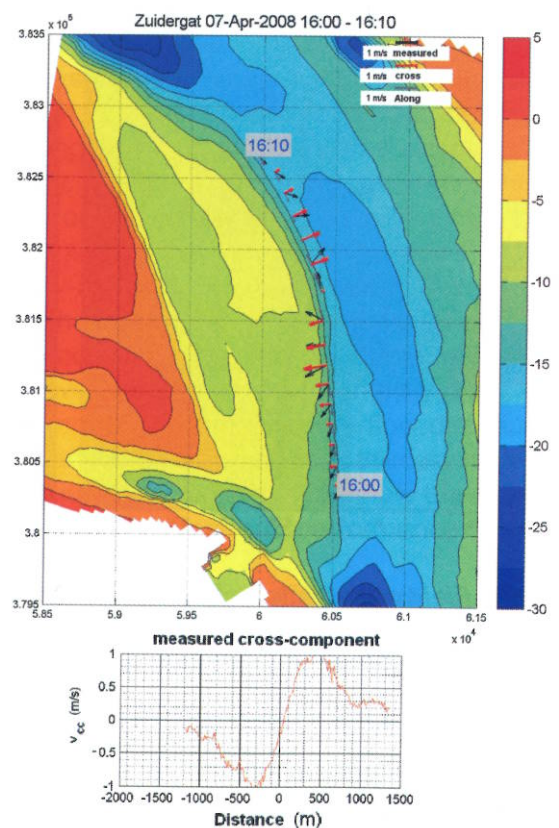 Zuidergat 07-Apr-2008 16:00 - 16:10
x 10⁵
3.835
3.83
3.825
3.82
3.815
3.81
3.805
3.8
3.795
1 m/s measured
1 m/s cross
1 m/s Along
16:10
16:00
5.85 5.9 5.95 6 6.05 6.1 6.15
x 10⁴
5
0
-5
-10
-15
-20
-25
-30
measured cross-component
1
0.5
0
-0.5
-1
v_cc (m/s)
-2000 -1500 -1000 -500 0 500 1000 1500
Distance (m)